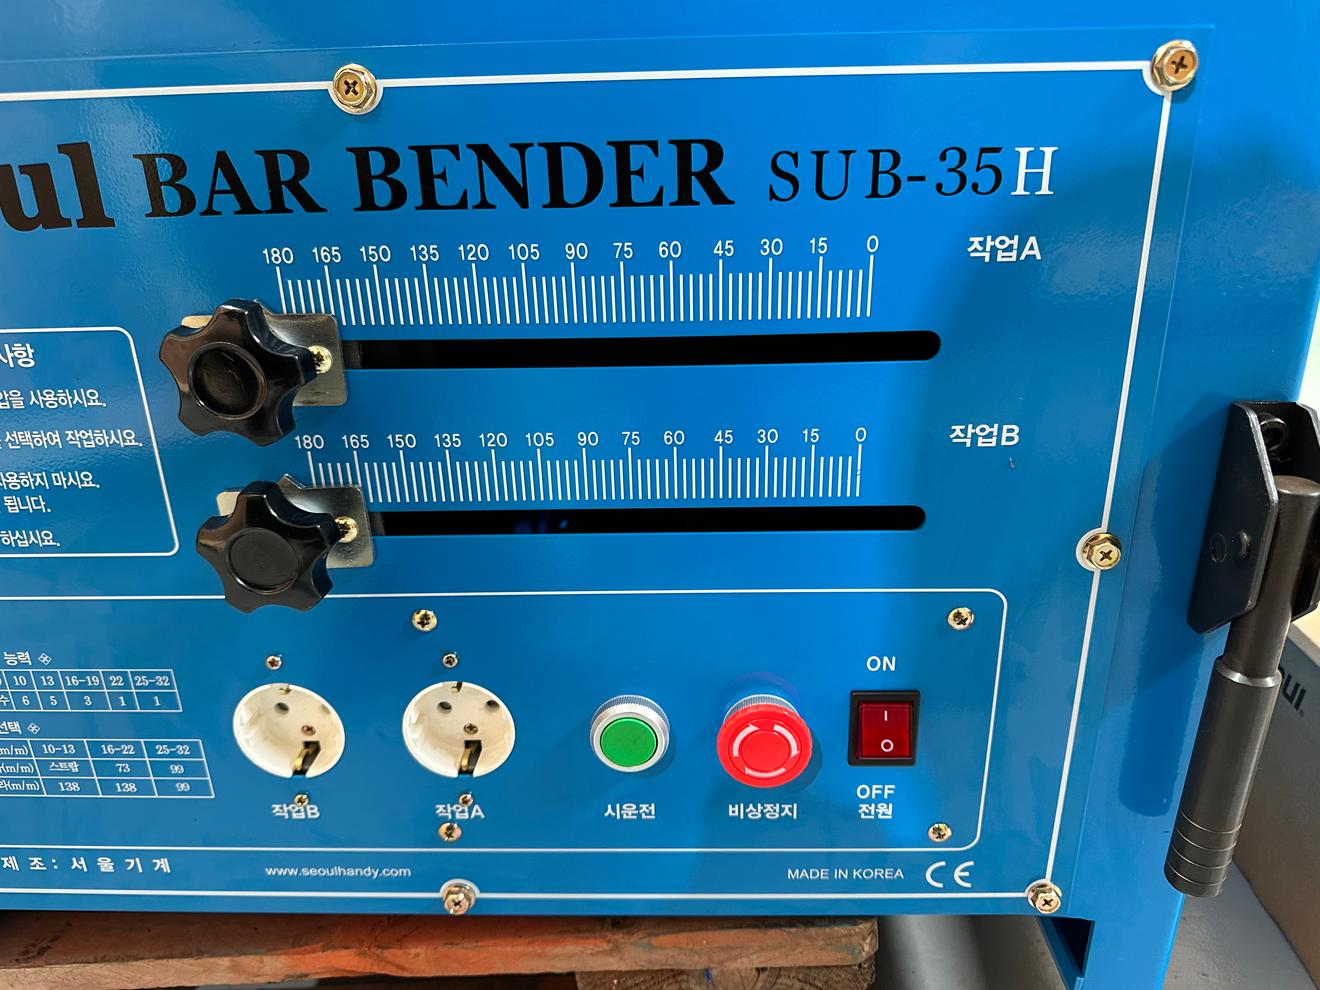 ul BAR BENDER SUB-35H
180 165 150 135 120 105 90 75 60 45 30 15 0
작업A
사항
압을 사용하시요.
선택하여 작업하시요.
사용하지 마시요.
됩니다.
하십시요.
180 165 150 135 120 105 90 75 60 45 30 15 0
작업B
능력
10 13 16-19 22 25-32
수 6 5 3 1 1
선택
(m/m) 10-13 16-22 25-32
(m/m) 스트랍 73 99
(m/m) 138 138 99
작업B
작업A
시운전
비상정지
ON
I
O
OFF
전원
제 조 : 서 울 기 계
www.seoulhandy.com
MADE IN KOREA CE
ul.